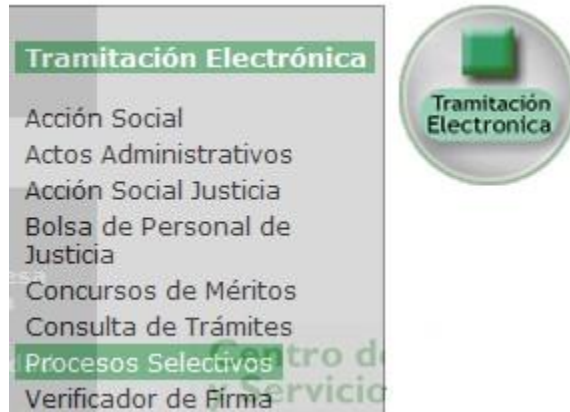 Tramitación Electrónica
Acción Social
Actos Administrativos
Acción Social Justicia
Bolsa de Personal de
Justicia
Concursos de Méritos
Consulta de Trámites
Procesos Selectivos
Verificador de Firma
Tramitación
Electronica